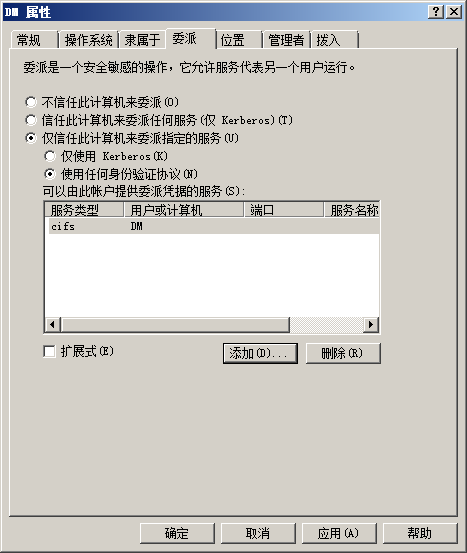 DM 属性
常规 操作系统 隶属于 委派 位置 管理者 拨入
委派是一个安全敏感的操作，它允许服务代表另一个用户运行。
不信任此计算机来委派(O)
信任此计算机来委派任何服务(仅 Kerberos)(T)
仅信任此计算机来委派指定的服务(U)
仅使用 Kerberos(K)
使用任何身份验证协议(N)
可以由此帐户提供委派凭据的服务(S):
服务类型 用户或计算机 端口 服务名称
cifs DM
扩展式(E) 添加(D)... 删除(R)
确定 取消 应用(A) 帮助